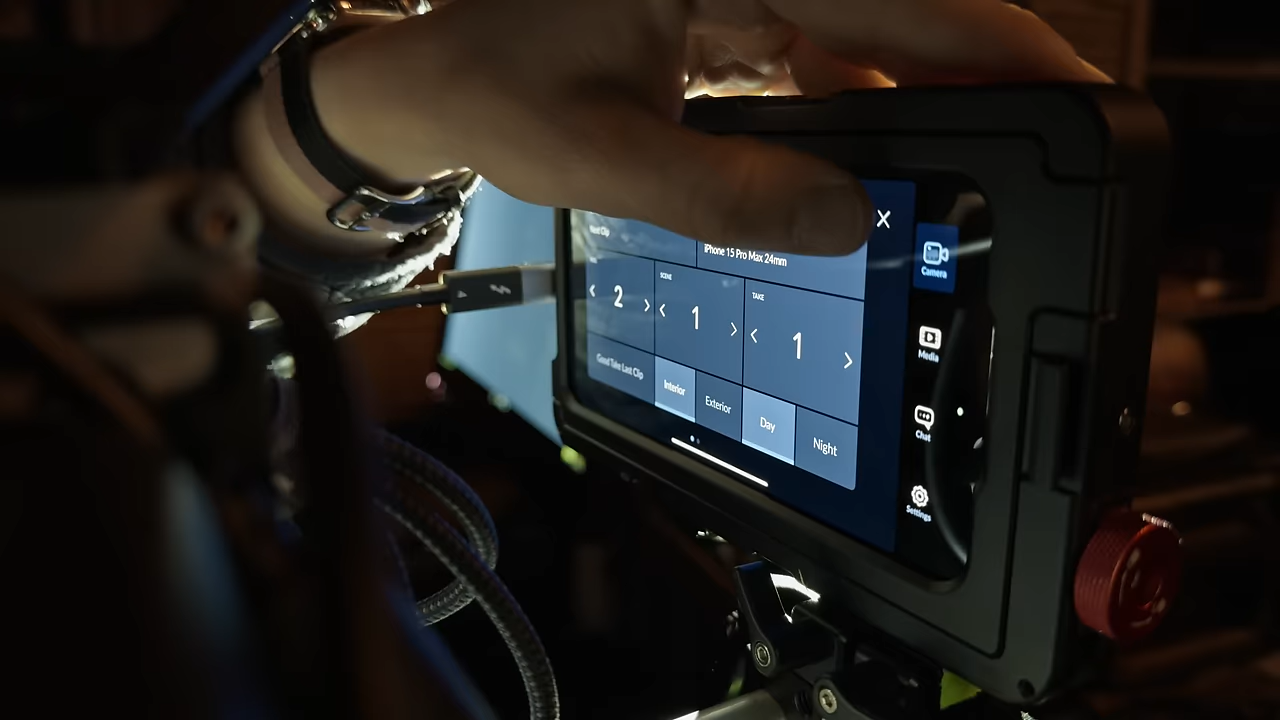 Next Clip
iPhone 15 Pro Max 24mm
Camera
SCENE
TAKE
2
1
1
Media
Good Take Last Clip
Interior
Exterior
Day
Night
Chat
Settings